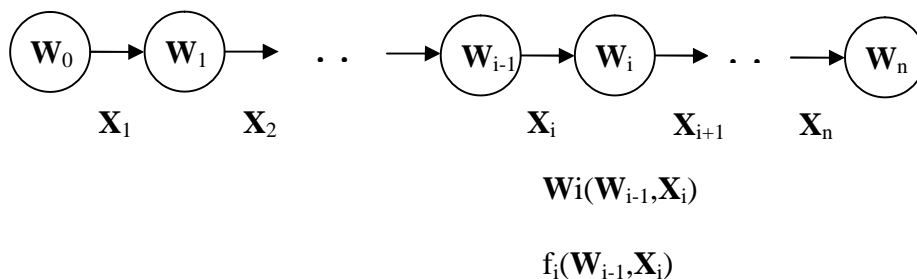 W₀ W₁ . . Wᵢ₋₁ Wᵢ . . Wₙ
X₁ X₂ Xᵢ Xᵢ₊₁ Xₙ
Wi(Wᵢ₋₁,Xᵢ)
fᵢ(Wᵢ₋₁,Xᵢ)